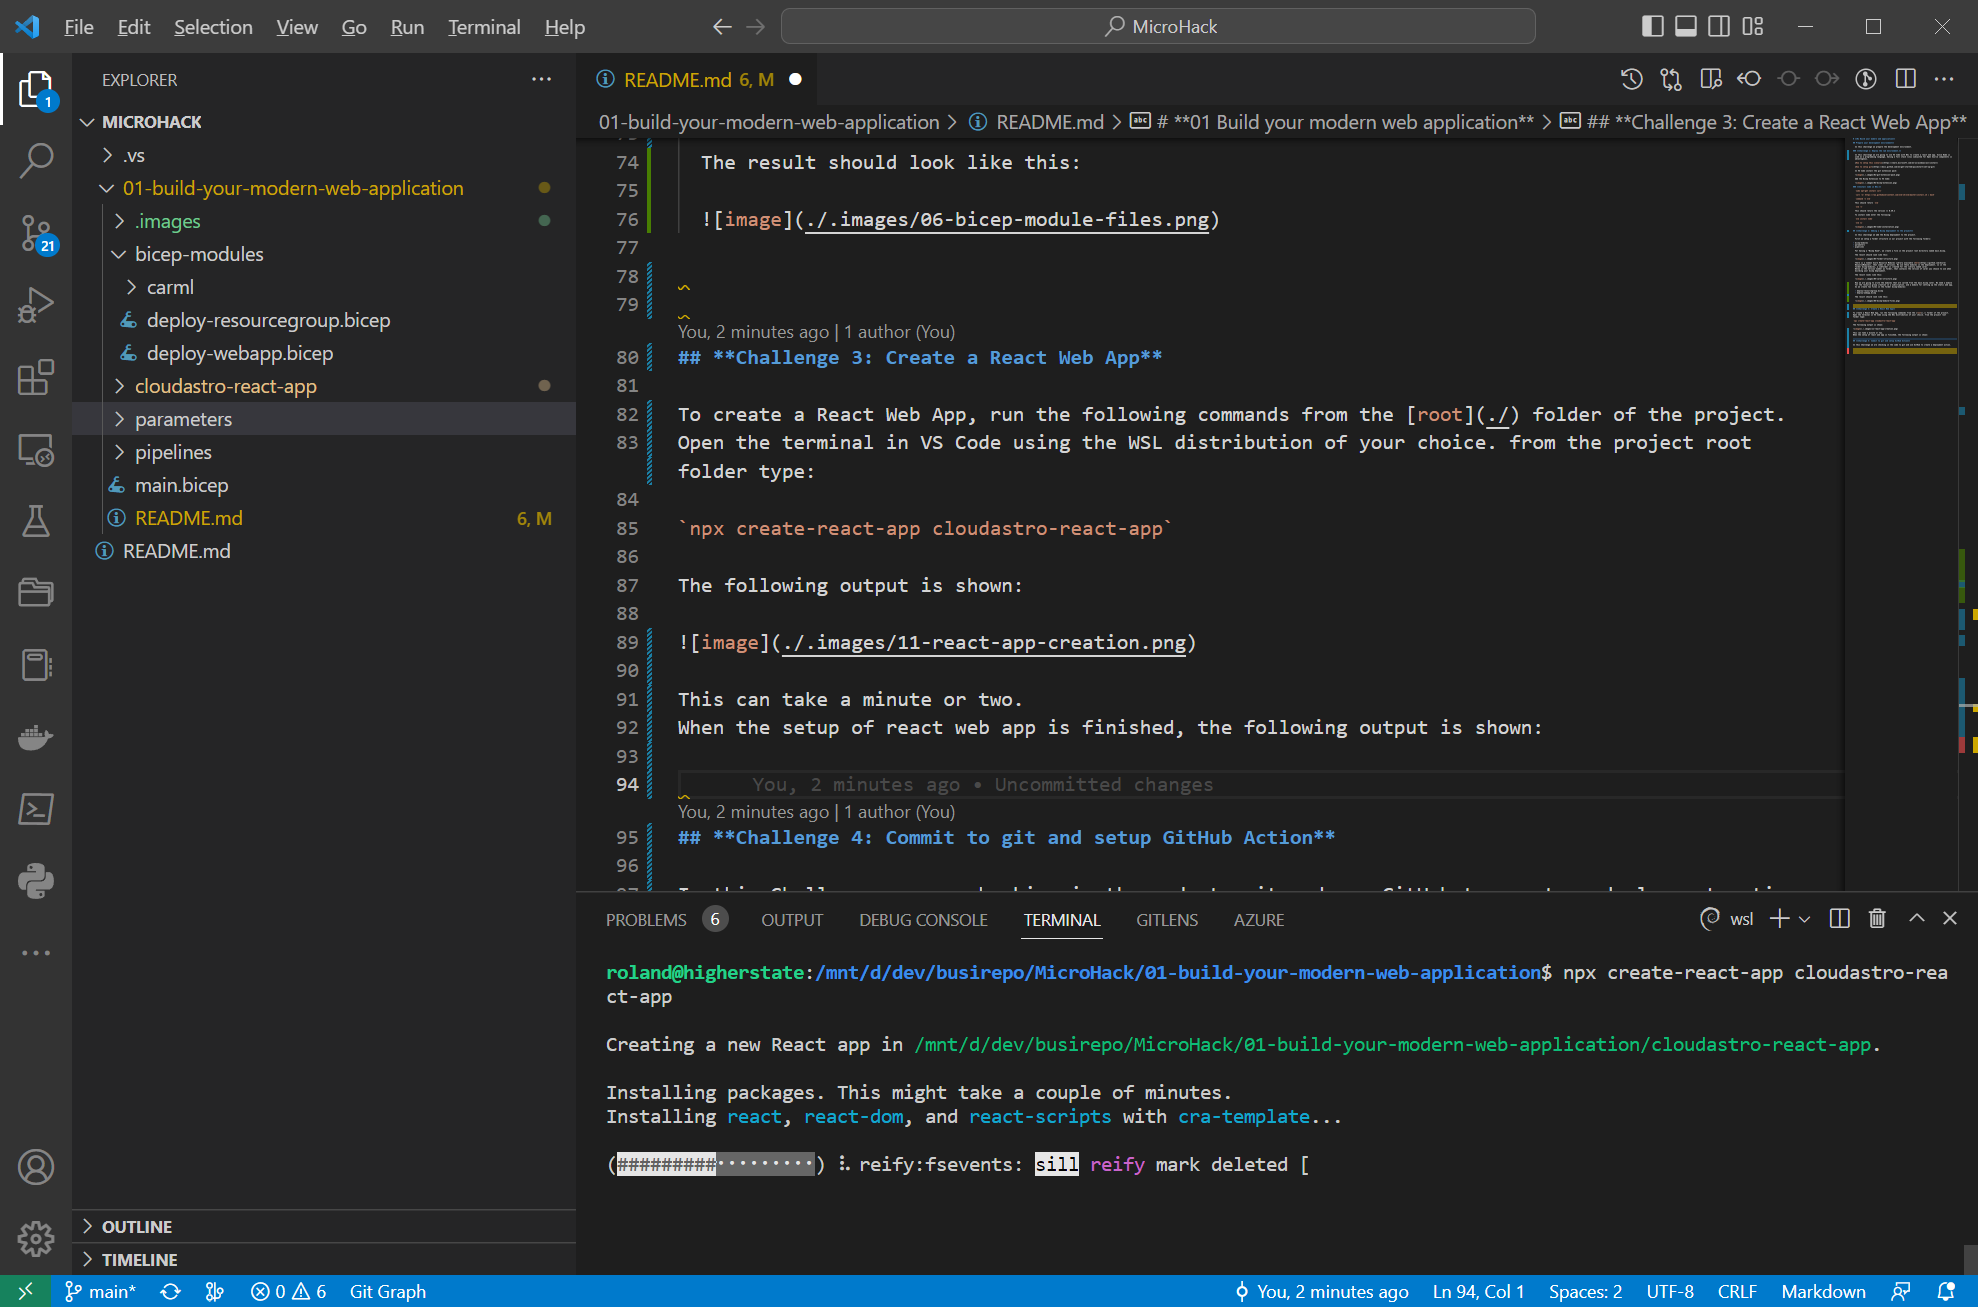 File Edit Selection View Go Run Terminal Help
MicroHack
EXPLORER
MICROHACK
.vs
01-build-your-modern-web-application
.images
bicep-modules
carml
deploy-resourcegroup.bicep
deploy-webapp.bicep
cloudastro-react-app
parameters
pipelines
main.bicep
README.md 6, M
README.md
OUTLINE
TIMELINE
1
21
README.md 6, M
01-build-your-modern-web-application > README.md > # **01 Build your modern web application** > ## **Challenge 3: Create a React Web App**
74 The result should look like this:
75
76 ![image](./.images/06-bicep-module-files.png)
77
78
79
You, 2 minutes ago | 1 author (You)
80 ## **Challenge 3: Create a React Web App**
81
82 To create a React Web App, run the following commands from the [root](./) folder of the project.
83 Open the terminal in VS Code using the WSL distribution of your choice. from the project root
folder type:
84
85 `npx create-react-app cloudastro-react-app`
86
87 The following output is shown:
88
89 ![image](./.images/11-react-app-creation.png)
90
91 This can take a minute or two.
92 When the setup of react web app is finished, the following output is shown:
93
94 You, 2 minutes ago • Uncommitted changes
You, 2 minutes ago | 1 author (You)
95 ## **Challenge 4: Commit to git and setup GitHub Action**
96
PROBLEMS 6 OUTPUT DEBUG CONSOLE TERMINAL GITLENS AZURE
wsl
roland@higherstate:/mnt/d/dev/busirepo/MicroHack/01-build-your-modern-web-application$ npx create-react-app cloudastro-rea
ct-app
Creating a new React app in /mnt/d/dev/busirepo/MicroHack/01-build-your-modern-web-application/cloudastro-react-app.
Installing packages. This might take a couple of minutes.
Installing react, react-dom, and react-scripts with cra-template...
(#########⸱⸱⸱⸱⸱⸱⸱⸱⸱) ⠧ reify:fsevents: sill reify mark deleted [
main* 0 6 Git Graph
You, 2 minutes ago Ln 94, Col 1 Spaces: 2 UTF-8 CRLF Markdown